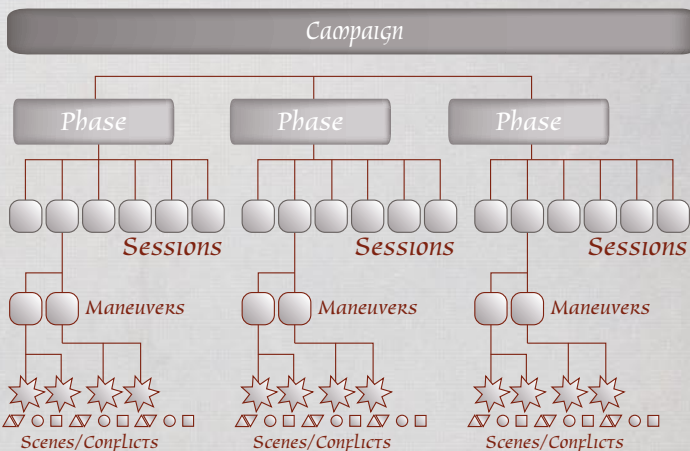 Campaign
Phase Phase Phase
Sessions Sessions Sessions
Maneuvers Maneuvers Maneuvers
Scenes/Conflicts Scenes/Conflicts Scenes/Conflicts